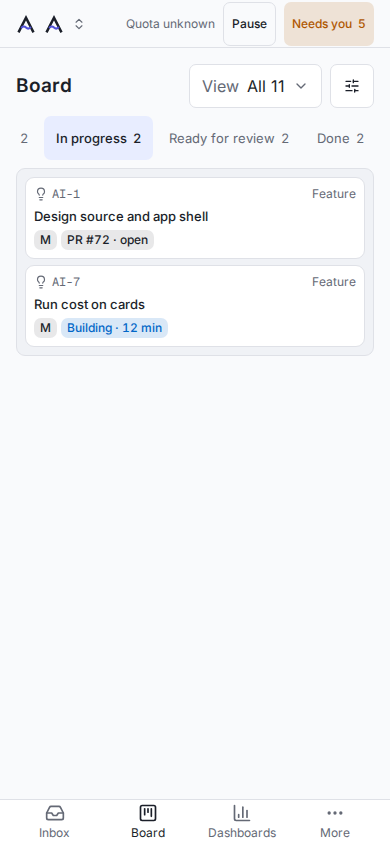 Quota unknown Pause Needs you 5
Board View All 11
2 In progress 2 Ready for review 2 Done 2
AI-1 Feature
Design source and app shell
M PR #72 · open
AI-7 Feature
Run cost on cards
M Building · 12 min
Inbox Board Dashboards More